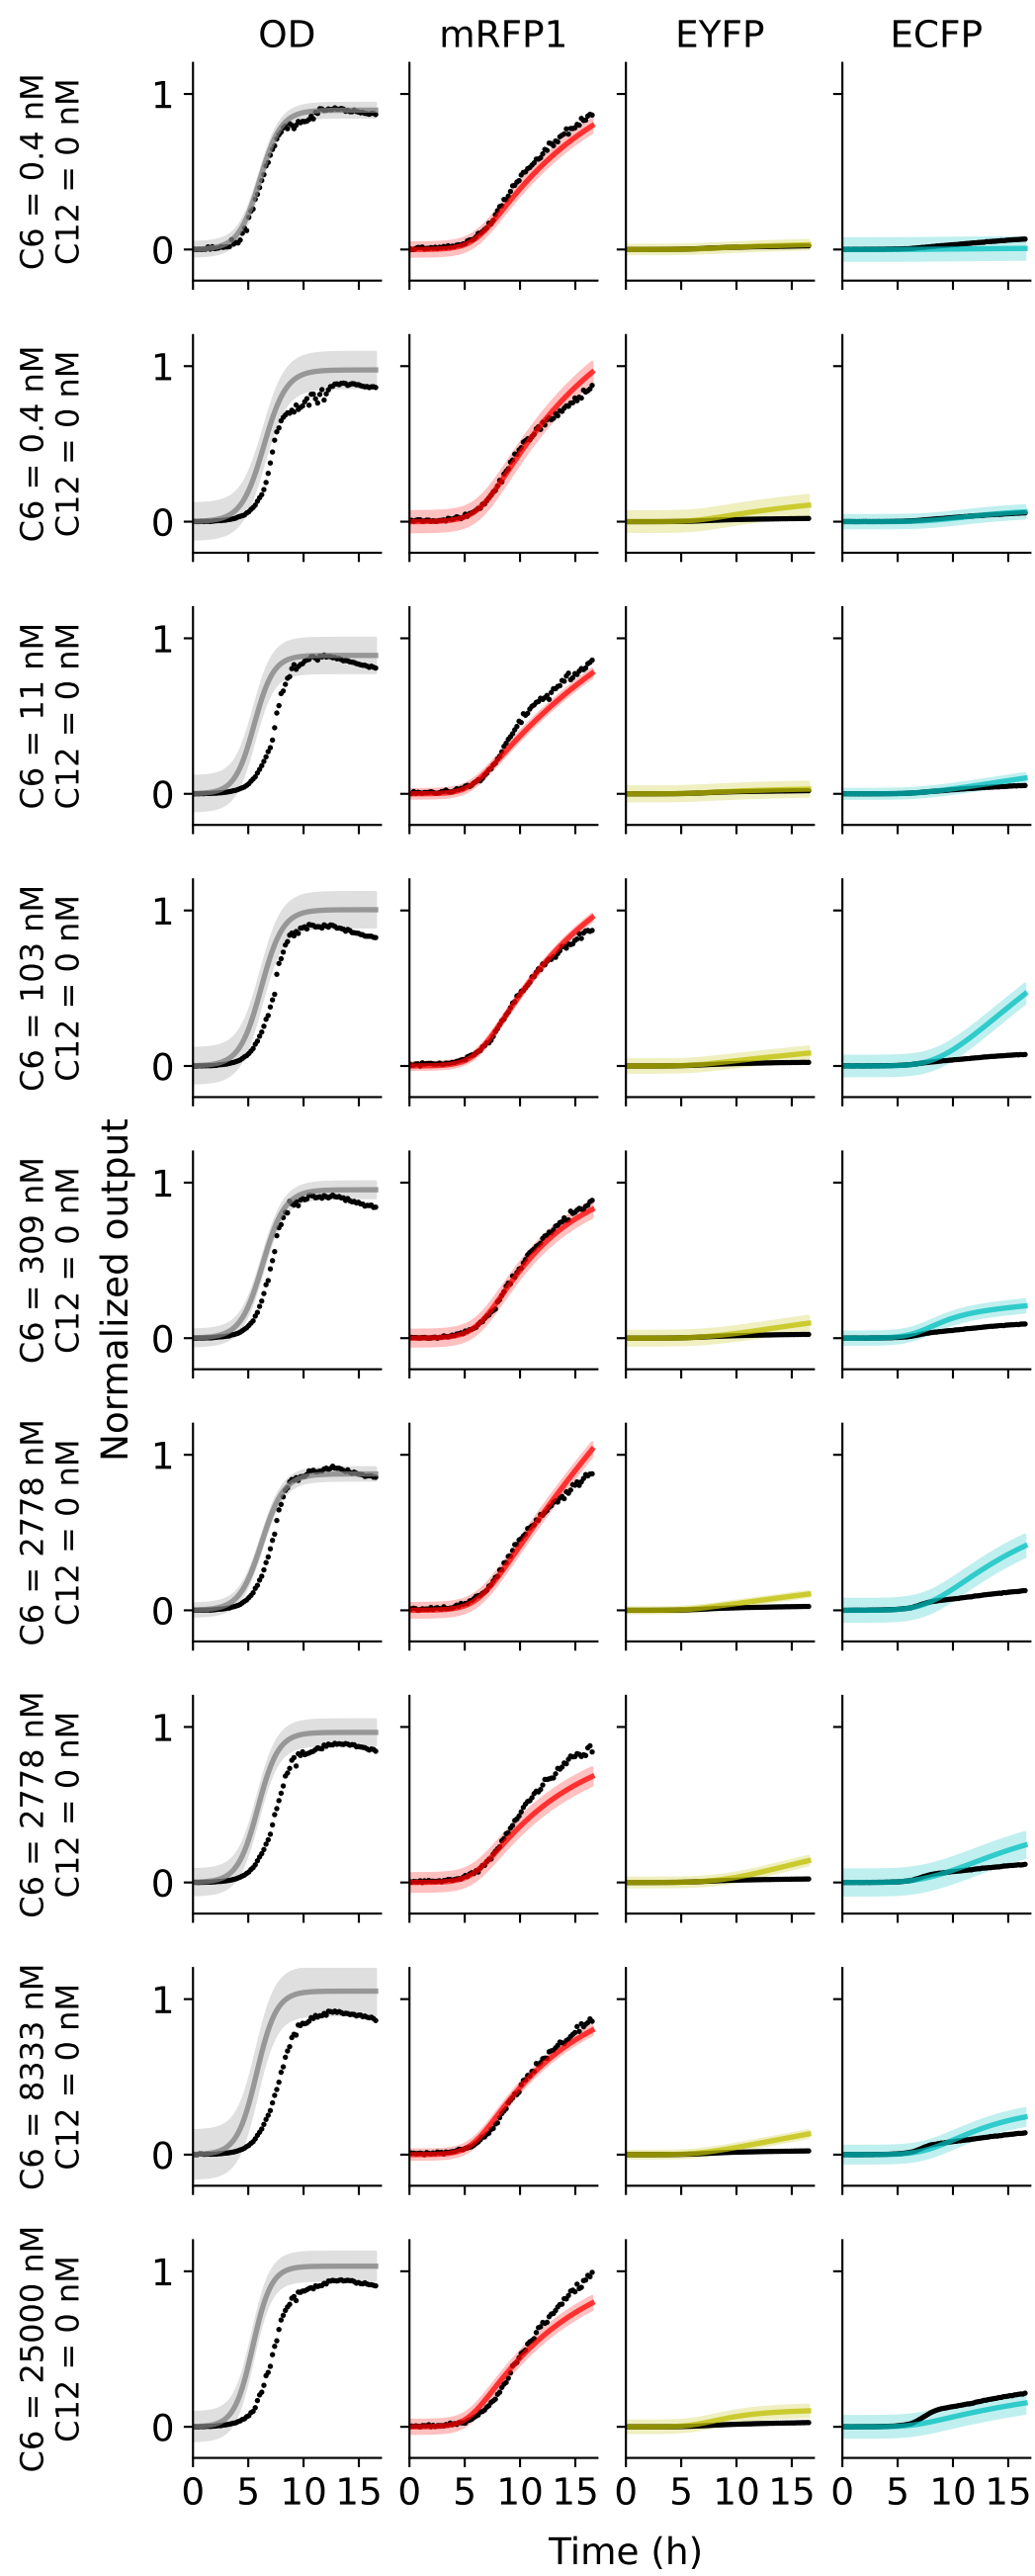 OD mRFP1 EYFP ECFP
C6 = 0.4 nM
C12 = 0 nM
1
0
C6 = 0.4 nM
C12 = 0 nM
1
0
C6 = 11 nM
C12 = 0 nM
1
0
C6 = 103 nM
C12 = 0 nM
1
0
Normalized output
C6 = 309 nM
C12 = 0 nM
1
0
C6 = 2778 nM
C12 = 0 nM
1
0
C6 = 2778 nM
C12 = 0 nM
1
0
C6 = 8333 nM
C12 = 0 nM
1
0
C6 = 25000 nM
C12 = 0 nM
1
0
0 5 10 15 0 5 10 15 0 5 10 15 0 5 10 15
Time (h)